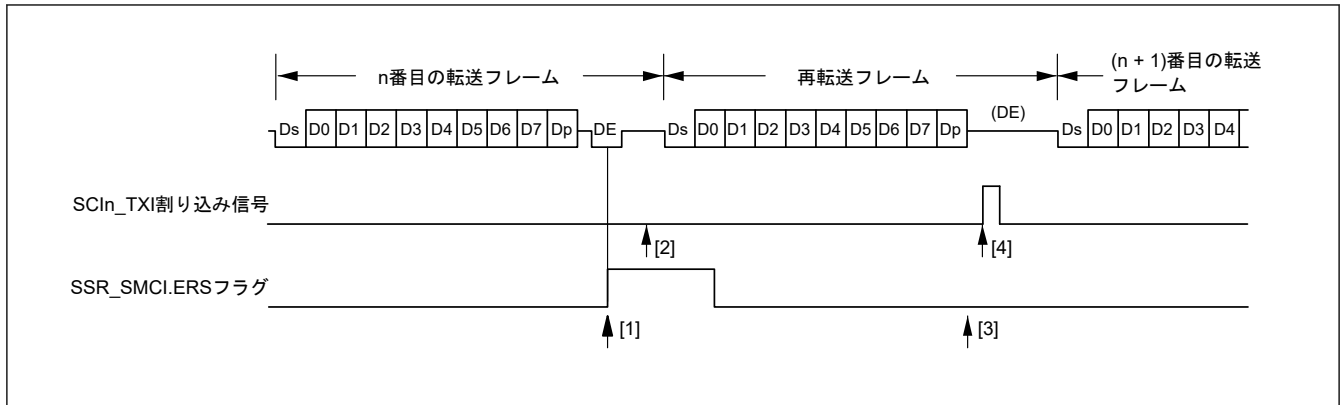 n番目の転送フレーム
再転送フレーム
(n + 1)番目の転送
フレーム
Ds D0 D1 D2 D3 D4 D5 D6 D7 Dp DE Ds D0 D1 D2 D3 D4 D5 D6 D7 Dp (DE) Ds D0 D1 D2 D3 D4
SCIn_TXI割り込み信号
[2] [4]
SSR_SMCI.ERSフラグ
[1] [3]